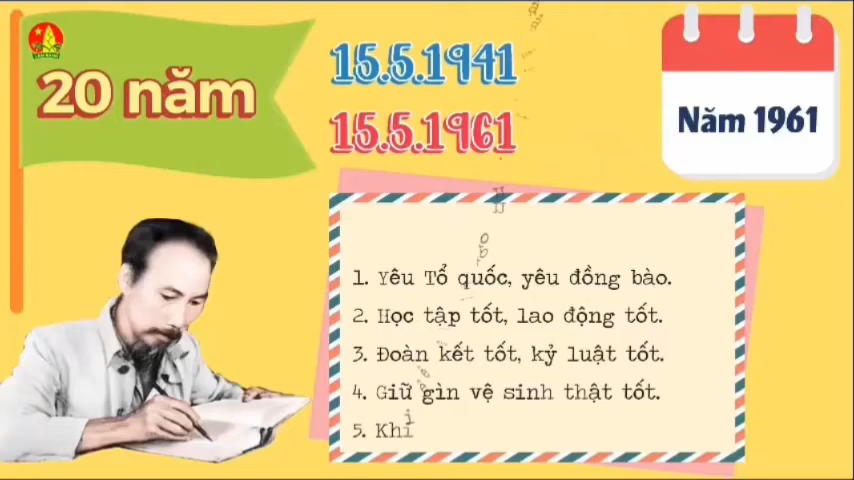 20 năm
15.5.1941
15.5.1961
Năm 1961
1. Yêu Tổ quốc, yêu đồng bào.
2. Học tập tốt, lao động tốt.
3. Đoàn kết tốt, kỷ luật tốt.
4. Giữ gìn vệ sinh thật tốt.
5. Khi